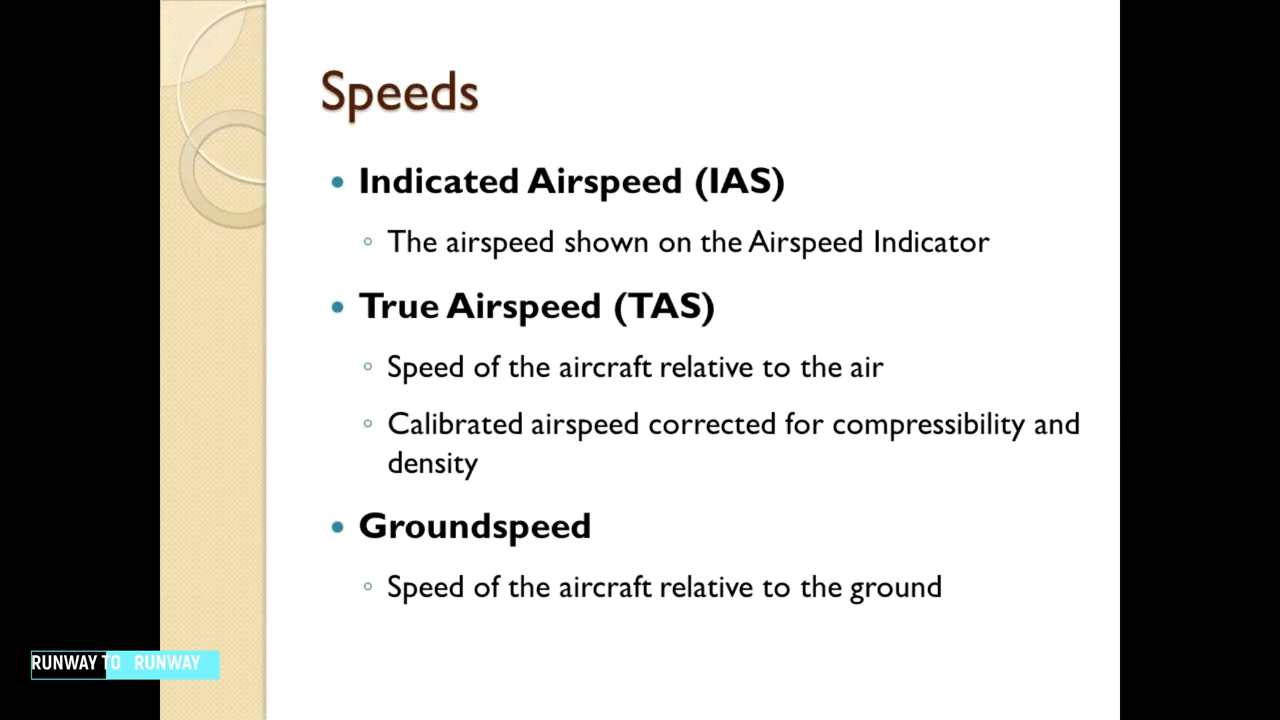 Speeds
• Indicated Airspeed (IAS)
◦ The airspeed shown on the Airspeed Indicator
• True Airspeed (TAS)
◦ Speed of the aircraft relative to the air
◦ Calibrated airspeed corrected for compressibility and
density
• Groundspeed
◦ Speed of the aircraft relative to the ground
RUNWAY TO RUNWAY